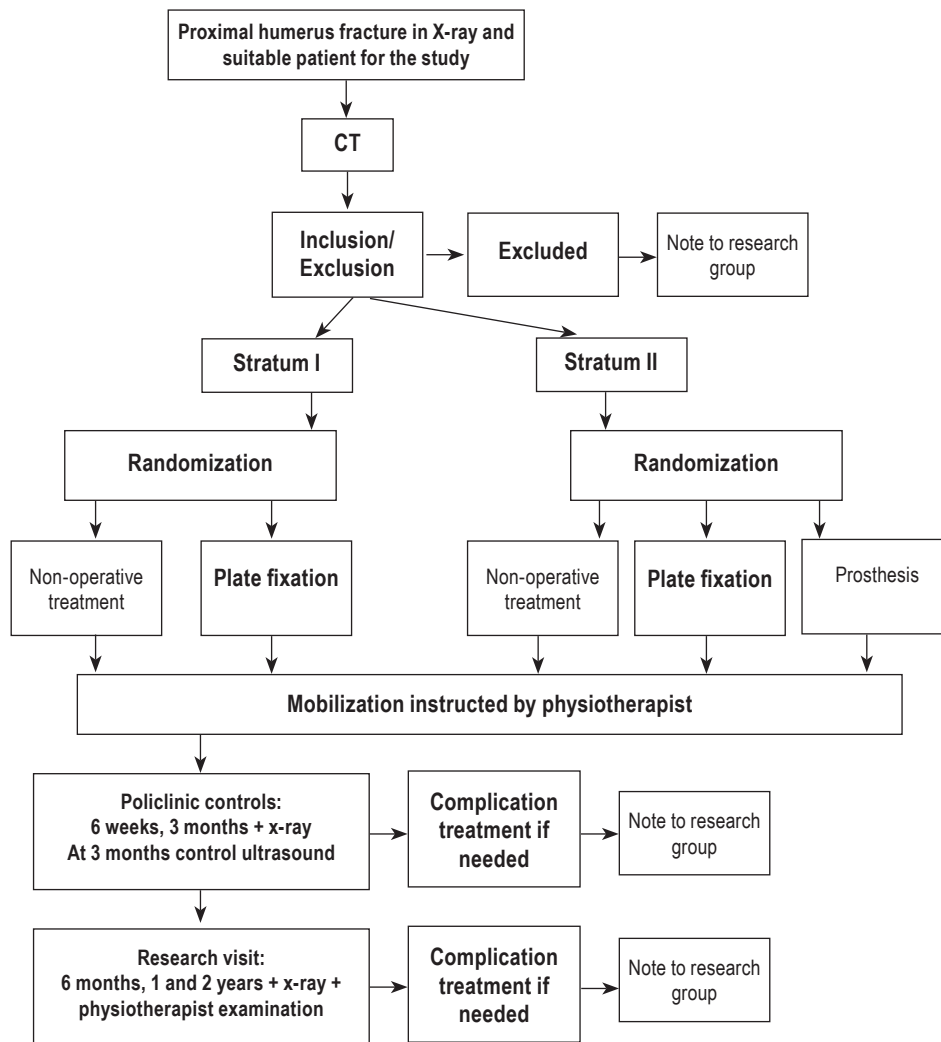 Proximal humerus fracture in X-ray and
suitable patient for the study
CT
Inclusion/
Exclusion
Excluded
Note to research
group
Stratum I
Stratum II
Randomization
Randomization
Non-operative
treatment
Plate fixation
Non-operative
treatment
Plate fixation
Prosthesis
Mobilization instructed by physiotherapist
Policlinic controls:
6 weeks, 3 months + x-ray
At 3 months control ultrasound
Complication
treatment if
needed
Note to research
group
Research visit:
6 months, 1 and 2 years + x-ray +
physiotherapist examination
Complication
treatment if
needed
Note to research
group